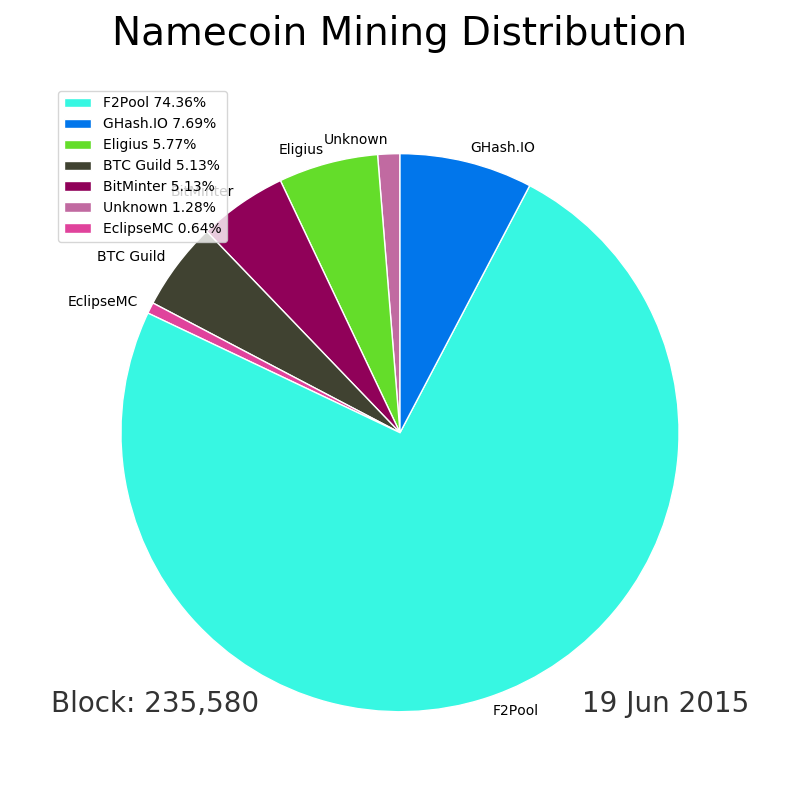 Namecoin Mining Distribution
F2Pool 74.36%
GHash.IO 7.69%
Eligius 5.77%
BTC Guild 5.13%
BitMinter 5.13%
Unknown 1.28%
EclipseMC 0.64%
Unknown
GHash.IO
Eligius
BitMinter
BTC Guild
EclipseMC
F2Pool
Block: 235,580
19 Jun 2015